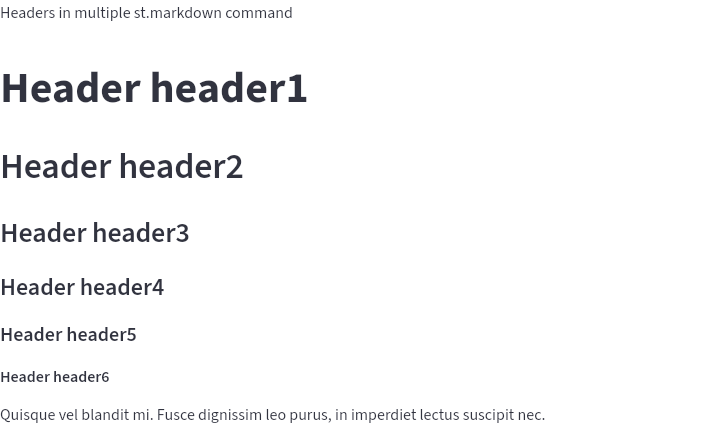 Headers in multiple st.markdown command
Header header1
Header header2
Header header3
Header header4
Header header5
Header header6
Quisque vel blandit mi. Fusce dignissim leo purus, in imperdiet lectus suscipit nec.